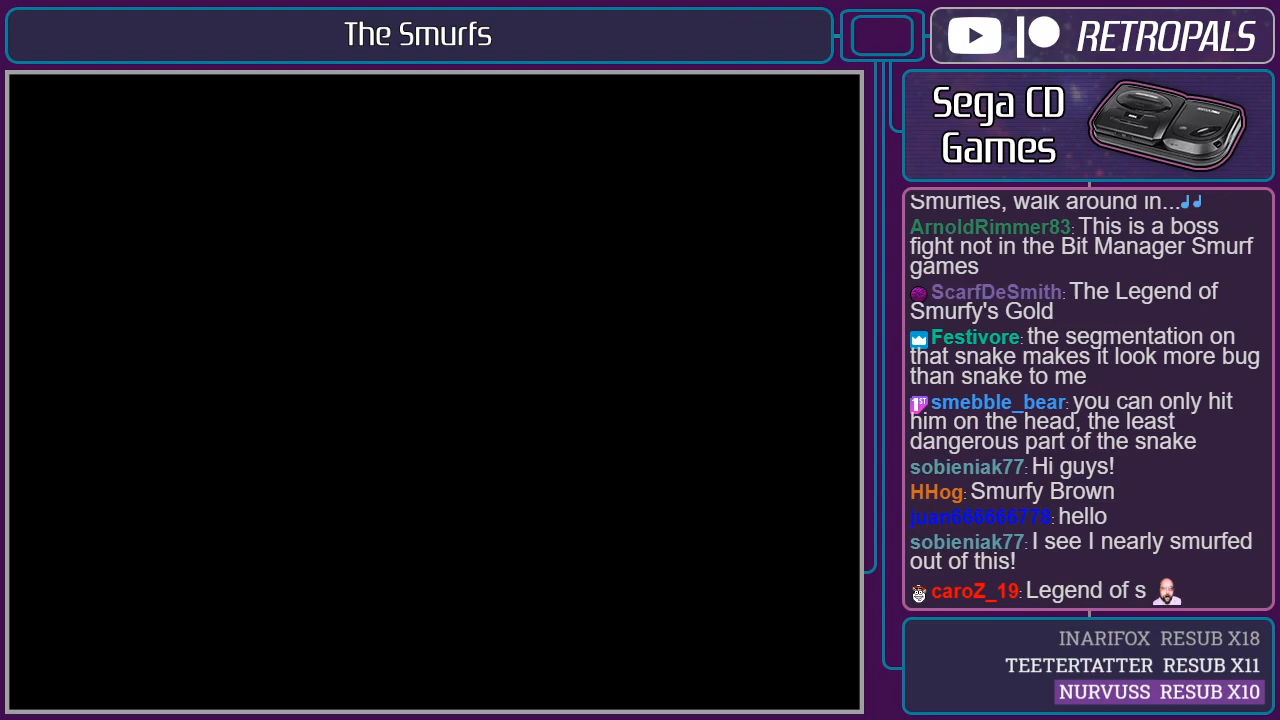 The Smurfs
RETROPALS
Sega CD
Games
Smurfies, walk around in...
ArnoldRimmer83: This is a boss
fight not in the Bit Manager Smurf
games
ScarfDeSmith: The Legend of
Smurfy's Gold
Festivore: the segmentation on
that snake makes it look more bug
than snake to me
1ST smebble_bear: you can only hit
him on the head, the least
dangerous part of the snake
sobieniak77: Hi guys!
HHog: Smurfy Brown
juan666666778: hello
sobieniak77: I see I nearly smurfed
out of this!
caroZ_19: Legend of s
INARIFOX RESUB X18
TEETERTATTER RESUB X11
NURVUSS RESUB X10